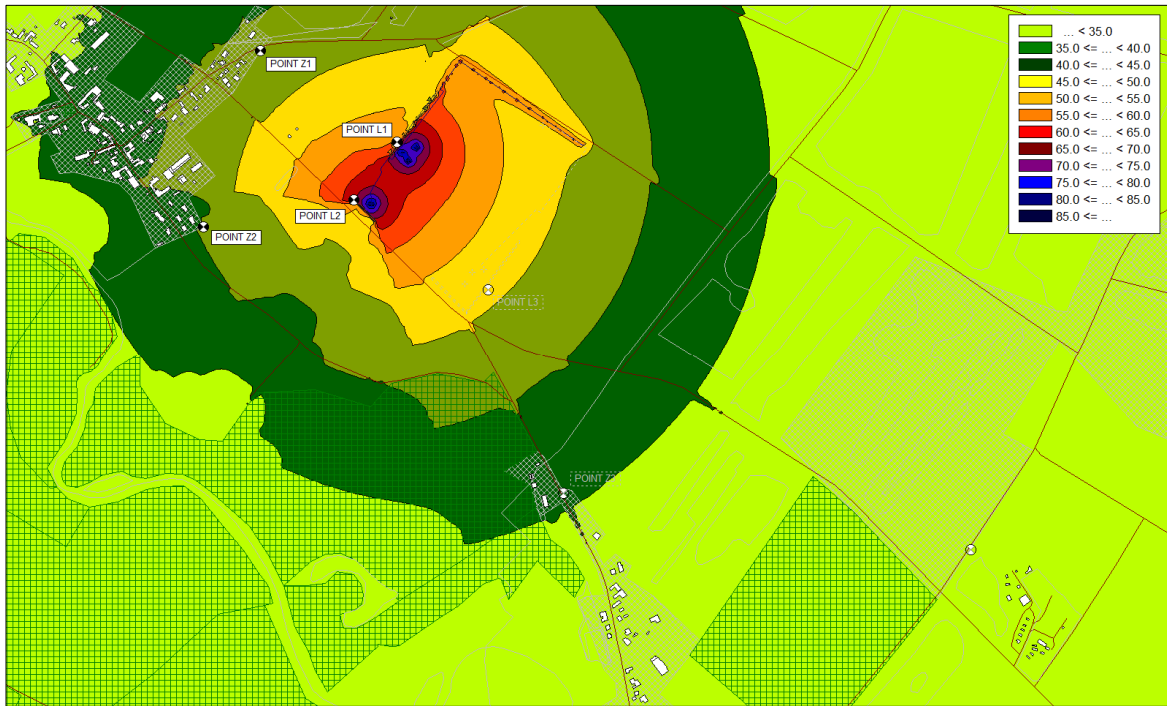 ... < 35.0
35.0 <= ... < 40.0
40.0 <= ... < 45.0
45.0 <= ... < 50.0
50.0 <= ... < 55.0
55.0 <= ... < 60.0
60.0 <= ... < 65.0
65.0 <= ... < 70.0
70.0 <= ... < 75.0
75.0 <= ... < 80.0
80.0 <= ... < 85.0
85.0 <= ...
POINT Z1
POINT L1
POINT L2
POINT Z2
POINT L3
POINT